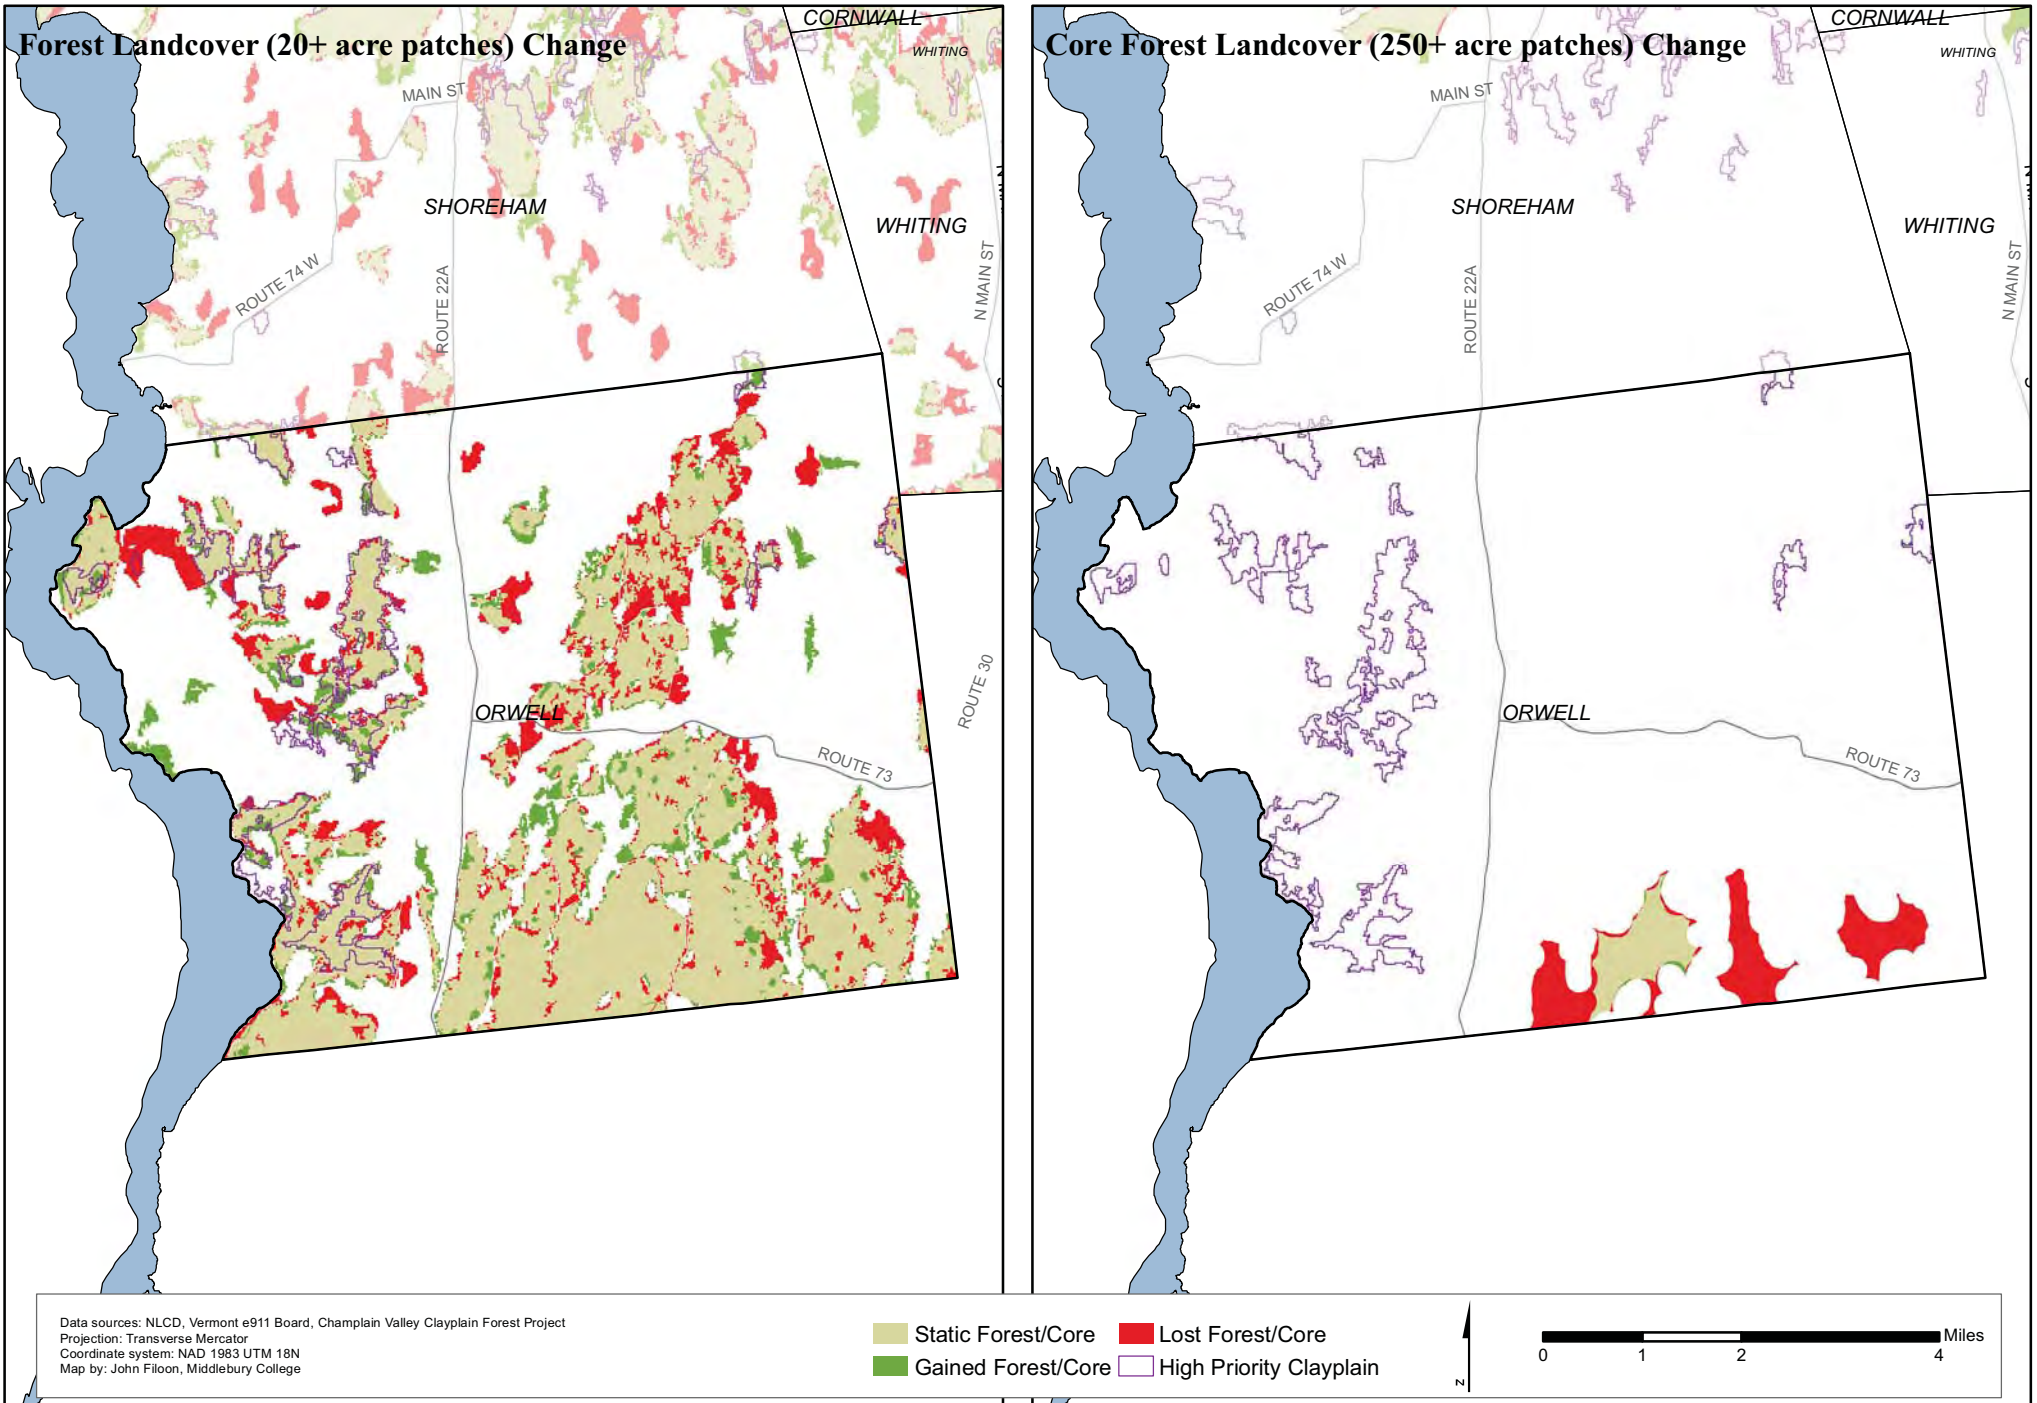 Forest Landcover (20+ acre patches) Change
CORNWALL
WHITING
MAIN ST
SHOREHAM
WHITING
ROUTE 74 W
ROUTE 22A
N MAIN ST
ORWELL
ROUTE 30
ROUTE 73
Core Forest Landcover (250+ acre patches) Change
CORNWALL
WHITING
MAIN ST
SHOREHAM
WHITING
ROUTE 74 W
ROUTE 22A
N MAIN ST
ORWELL
ROUTE 73
Data sources: NLCD, Vermont e911 Board, Champlain Valley Clayplain Forest Project
Projection: Transverse Mercator
Coordinate system: NAD 1983 UTM 18N
Map by: John Filoon, Middlebury College
Static Forest/Core
Lost Forest/Core
Gained Forest/Core
High Priority Clayplain
N
Miles
0 1 2 4